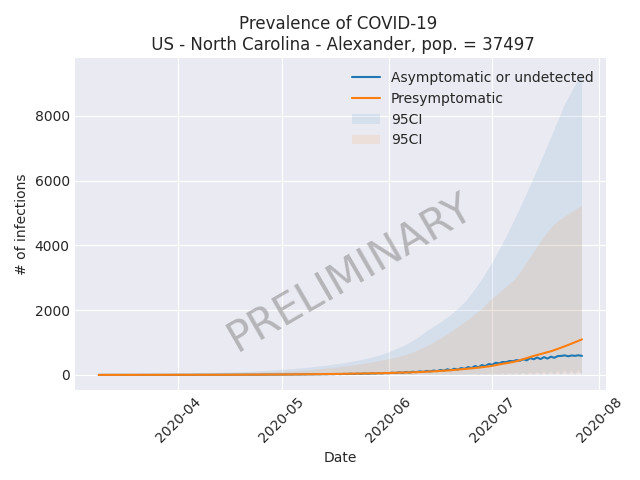 Prevalence of COVID-19
US - North Carolina - Alexander, pop. = 37497
Asymptomatic or undetected
Presymptomatic
95CI
95CI
8000
6000
4000
2000
0
# of infections
PRELIMINARY
2020-04
2020-05
2020-06
2020-07
2020-08
Date